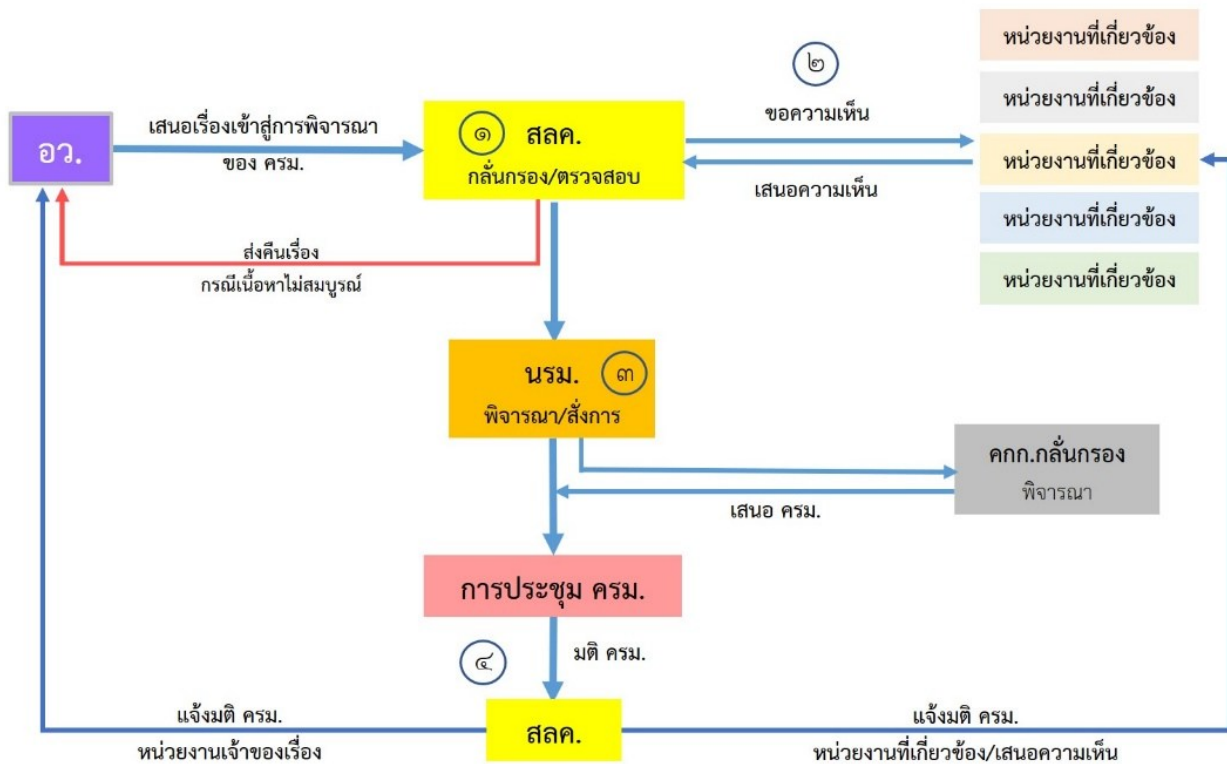 หน่วยงานที่เกี่ยวข้อง
๒
หน่วยงานที่เกี่ยวข้อง
ขอความเห็น
เสนอเรื่องเข้าสู่การพิจารณา
ของ ครม.
อว.
๑ สลค.
กลั่นกรอง/ตรวจสอบ
หน่วยงานที่เกี่ยวข้อง
เสนอความเห็น
หน่วยงานที่เกี่ยวข้อง
ส่งคืนเรื่อง
กรณีเนื้อหาไม่สมบูรณ์
หน่วยงานที่เกี่ยวข้อง
นรม. ๓
พิจารณา/สั่งการ
คกก.กลั่นกรอง
พิจารณา
เสนอ ครม.
การประชุม ครม.
๔
มติ ครม.
แจ้งมติ ครม.
หน่วยงานเจ้าของเรื่อง
สลค.
แจ้งมติ ครม.
หน่วยงานที่เกี่ยวข้อง/เสนอความเห็น